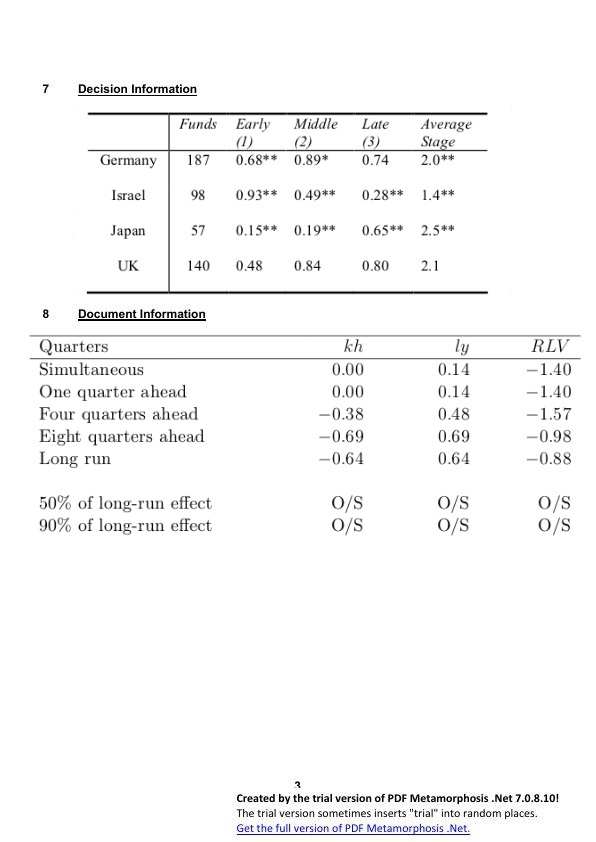 7 Decision Information
Funds Early Middle Late Average
(1) (2) (3) Stage
Germany 187 0.68** 0.89* 0.74 2.0**
Israel 98 0.93** 0.49** 0.28** 1.4**
Japan 57 0.15** 0.19** 0.65** 2.5**
UK 140 0.48 0.84 0.80 2.1
8 Document Information
Quarters kh ly RLV
Simultaneous 0.00 0.14 −1.40
One quarter ahead 0.00 0.14 −1.40
Four quarters ahead −0.38 0.48 −1.57
Eight quarters ahead −0.69 0.69 −0.98
Long run −0.64 0.64 −0.88
50% of long-run effect O/S O/S O/S
90% of long-run effect O/S O/S O/S
3
Created by the trial version of PDF Metamorphosis .Net 7.0.8.10!
The trial version sometimes inserts "trial" into random places.
Get the full version of PDF Metamorphosis .Net.